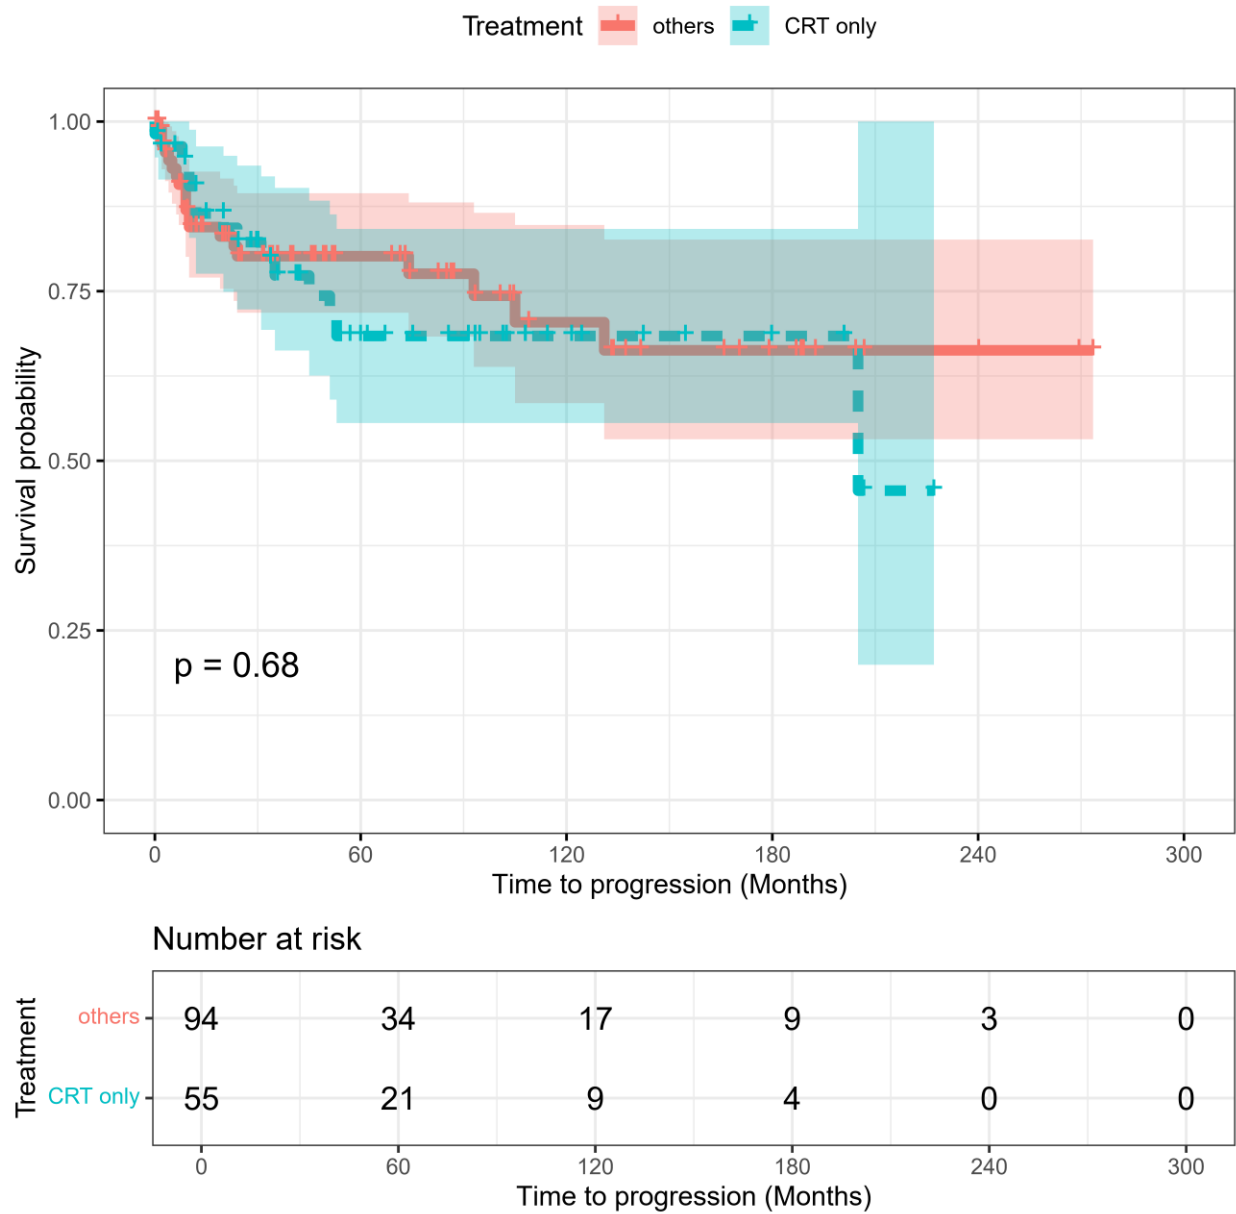 Treatment others CRT only
1.00
0.75
0.50
0.25
0.00
Survival probability
p = 0.68
0 60 120 180 240 300
Time to progression (Months)
Number at risk
Treatment
others 94 34 17 9 3 0
CRT only 55 21 9 4 0 0
0 60 120 180 240 300
Time to progression (Months)